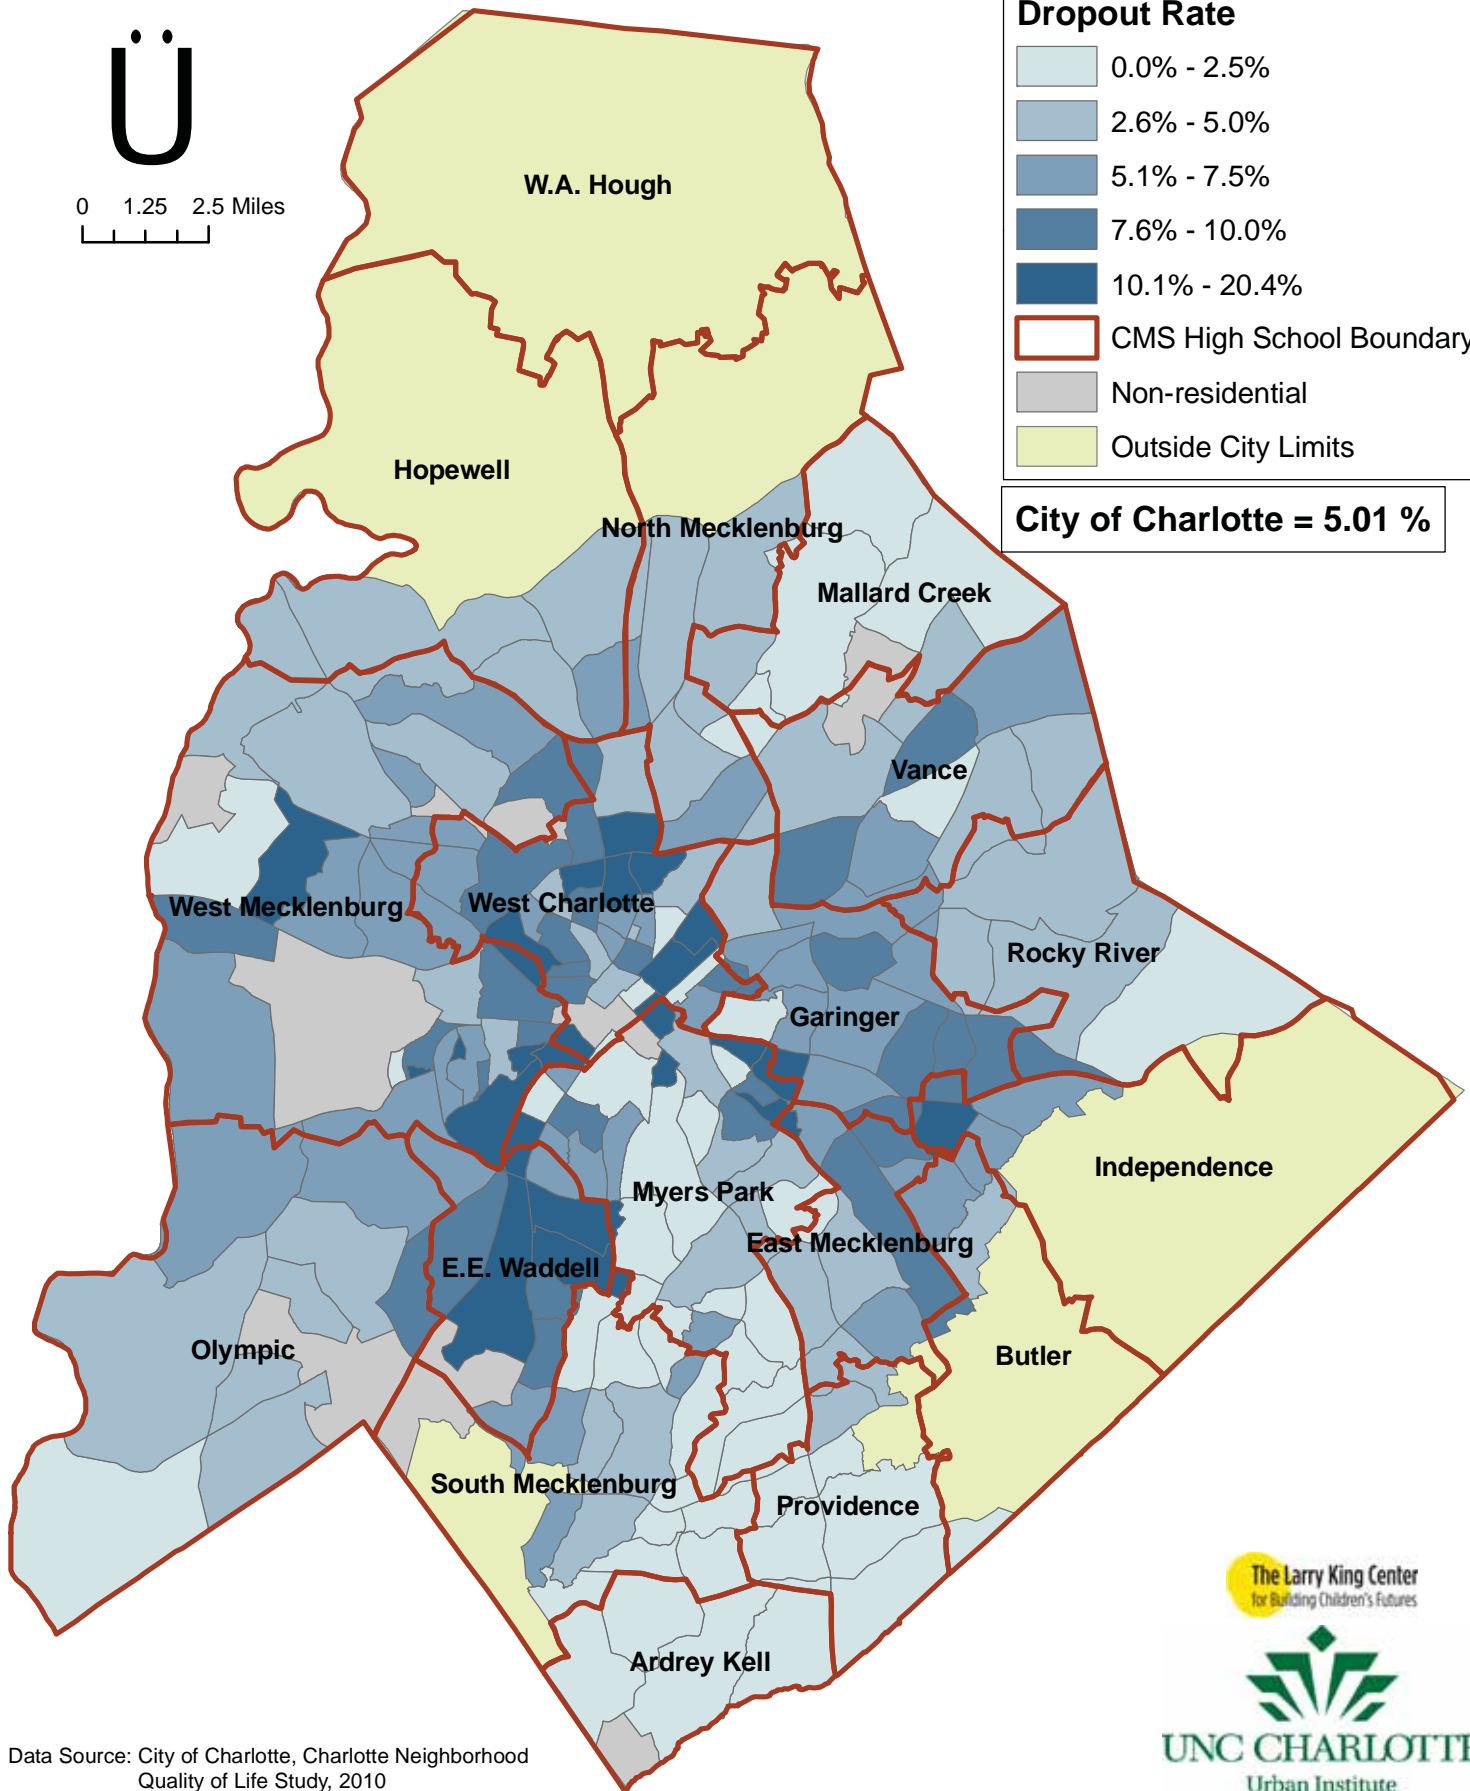 Ü
0 1.25 2.5 Miles
Dropout Rate
0.0% - 2.5%
2.6% - 5.0%
5.1% - 7.5%
7.6% - 10.0%
10.1% - 20.4%
CMS High School Boundary
Non-residential
Outside City Limits
City of Charlotte = 5.01 %
W.A. Hough
Hopewell
North Mecklenburg
Mallard Creek
Vance
West Mecklenburg
West Charlotte
Rocky River
Garinger
Independence
Myers Park
East Mecklenburg
E.E. Waddell
Olympic
Butler
South Mecklenburg
Providence
Ardrey Kell
The Larry King Center
for Building Children's Futures
UNC CHARLOTTE
Urban Institute
Data Source: City of Charlotte, Charlotte Neighborhood
Quality of Life Study, 2010